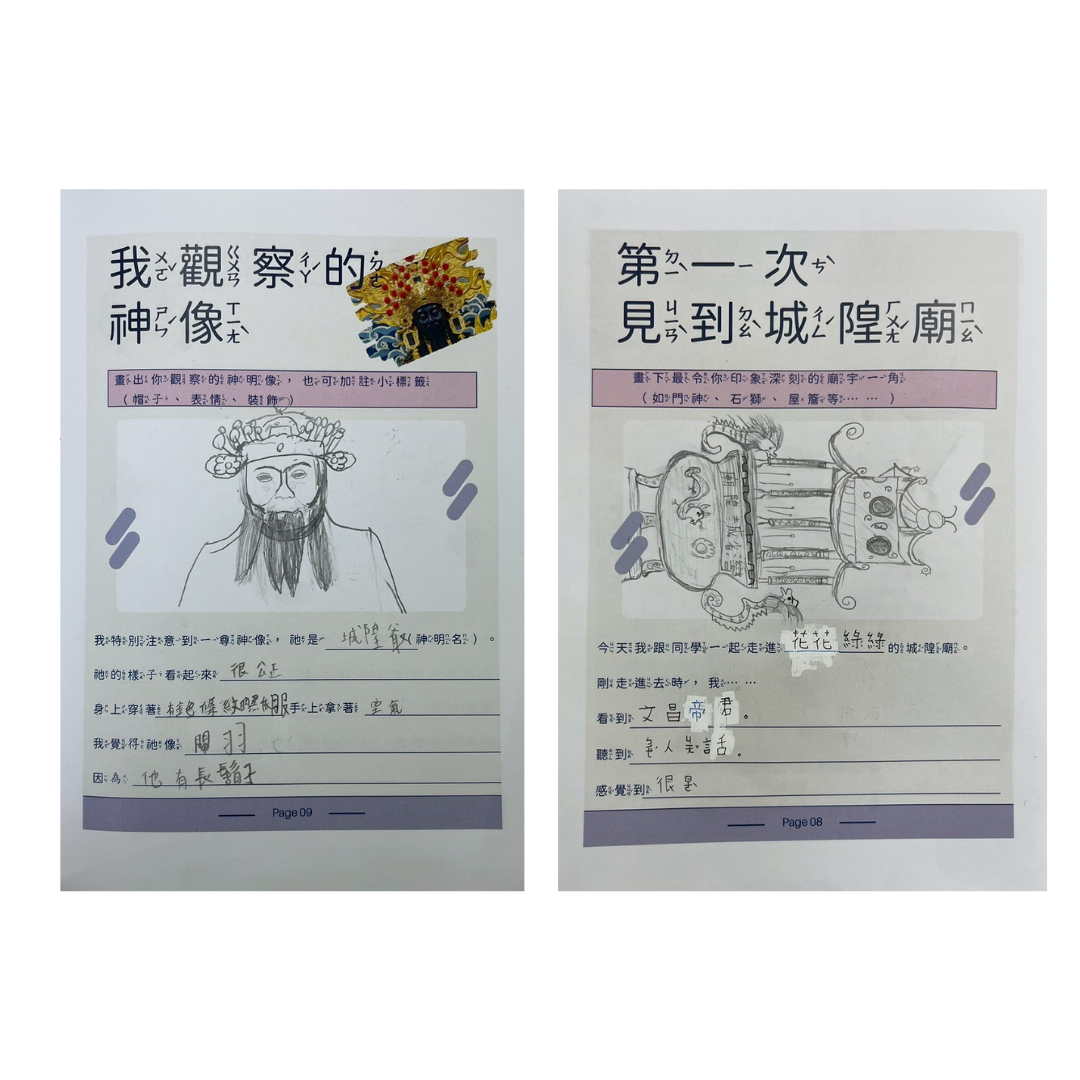 我觀察的
神像
畫出你觀察的神明像，也可加註小標籤
（帽子、表情、裝飾）
我特別注意到一尊神像，祂是 城隍爺（神明名）。
祂的樣子看起來 很公正
身上穿著 有金色條紋的黑衣服 手上拿著 空氣
我覺得祂像 關羽
因為 他有長鬍子
Page 09
第一次
見到城隍廟
畫下最令你印象深刻的廟宇一角
（如門神、石獅、屋簷等⋯⋯）
今天我跟同學一起走進 花花綠綠 的城隍廟。
剛走進去時，我⋯⋯
看到 文昌帝君。
聽到 人 話。
感覺到 很
Page 08